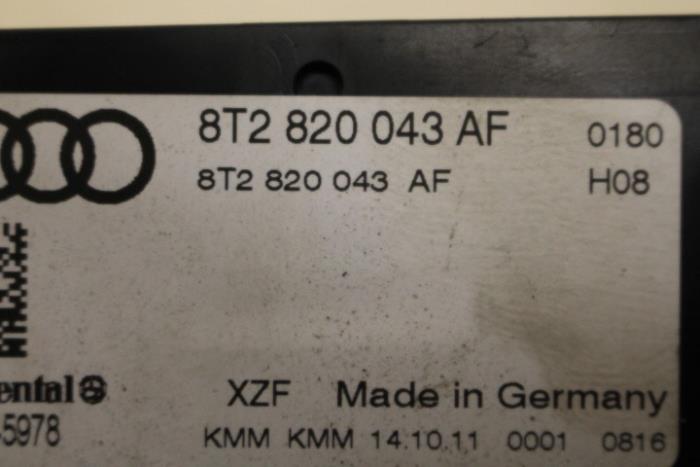 8T2 820 043 AF 0180
8T2 820 043 AF H08
XZF Made in Germany
5978
KMM KMM 14.10.11 0001 0816